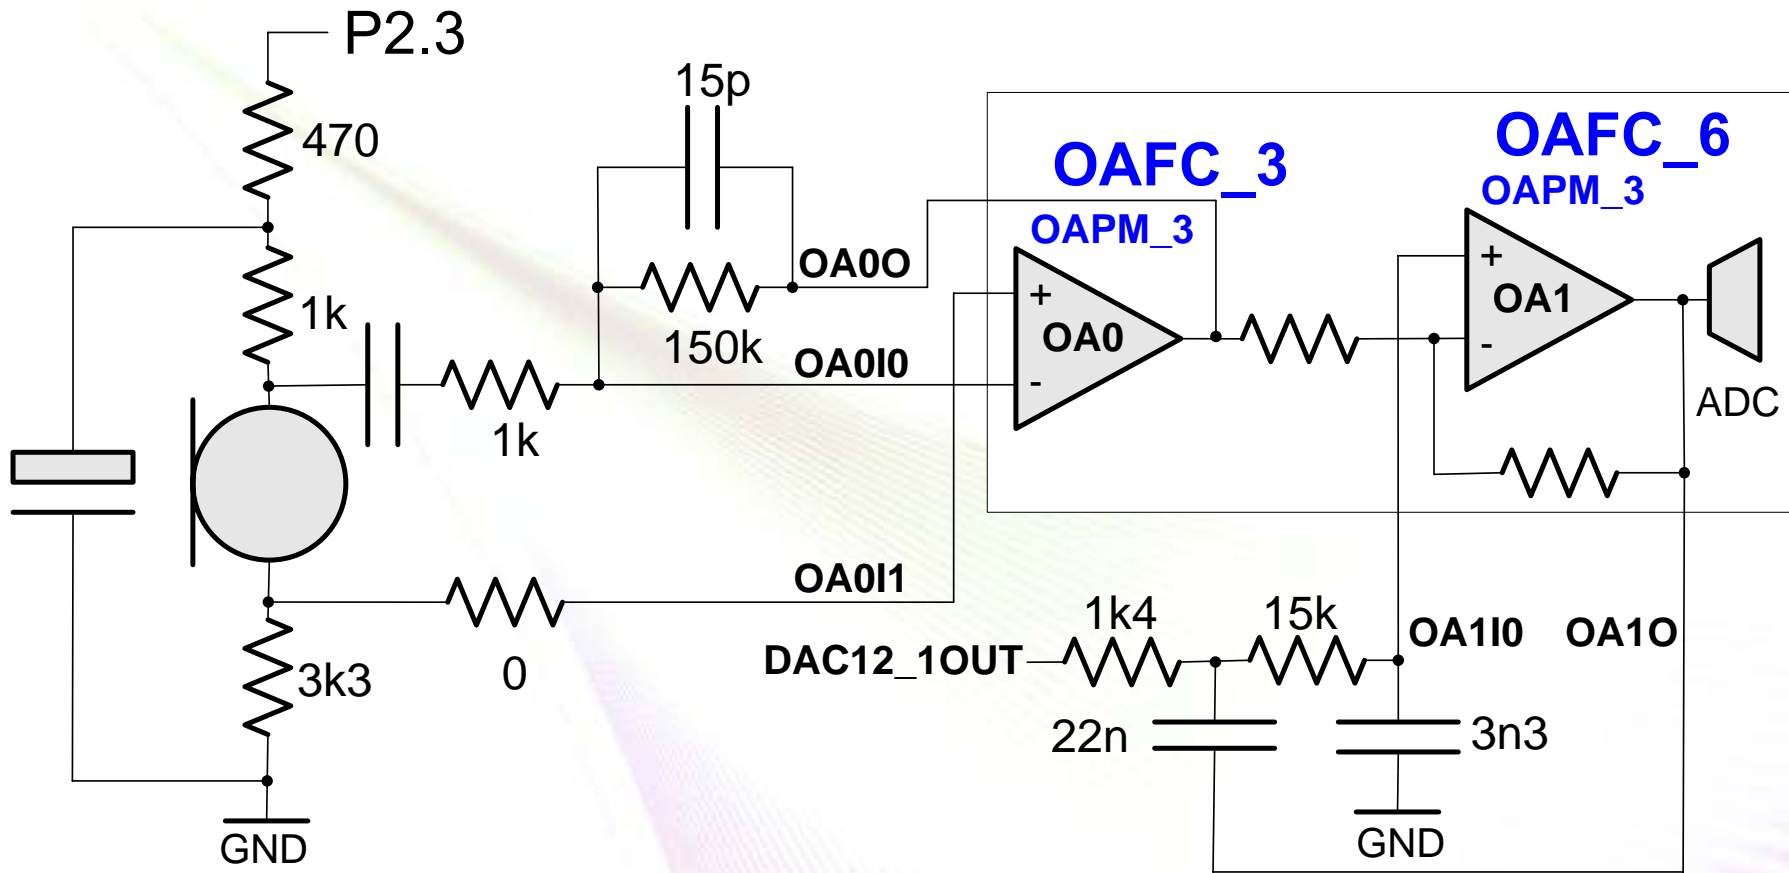 P2.3
470
1k
3k3
GND
15p
150k
1k
0
OA0O
OA0I0
OA0I1
OAFC_3
OAPM_3
+
OA0
-
OAFC_6
OAPM_3
+
OA1
-
ADC
DAC12_1OUT
1k4
15k
OA1I0
OA1O
22n
3n3
GND